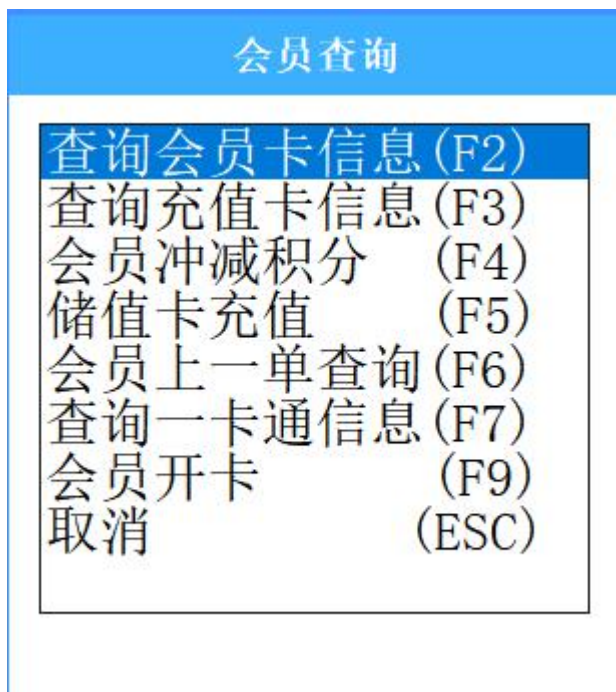 会员查询
查询会员卡信息(F2)
查询充值卡信息(F3)
会员冲减积分 (F4)
储值卡充值 (F5)
会员上一单查询(F6)
查询一卡通信息(F7)
会员开卡 (F9)
取消 (ESC)